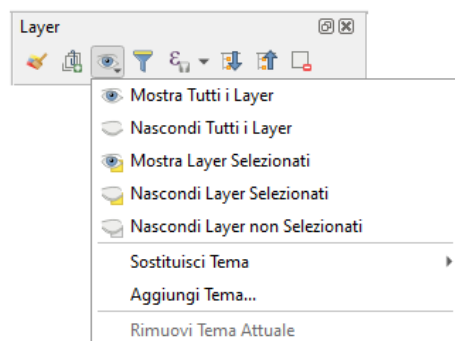 Layer
Mostra Tutti i Layer
Nascondi Tutti i Layer
Mostra Layer Selezionati
Nascondi Layer Selezionati
Nascondi Layer non Selezionati
Sostituisci Tema
Aggiungi Tema...
Rimuovi Tema Attuale